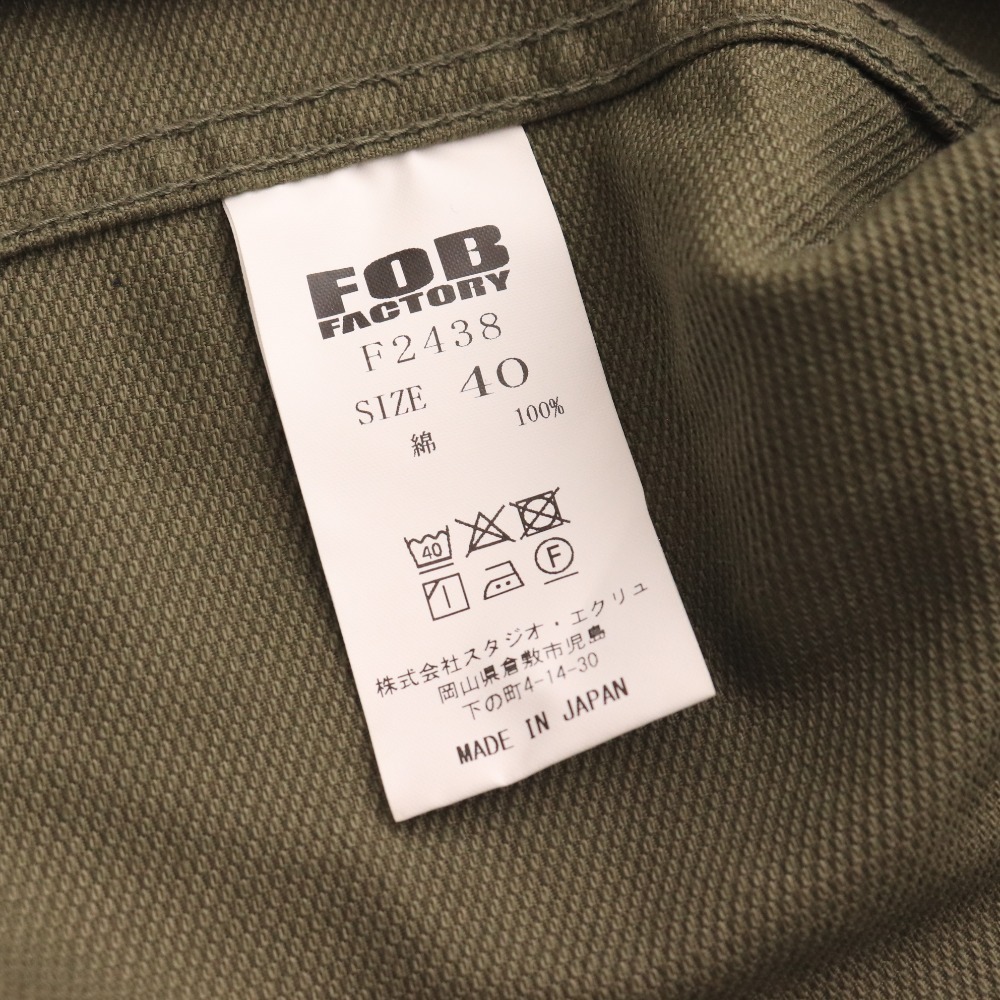 FOB
FACTORY
F2438
SIZE 40
綿 100%
40
F
株式会社スタジオ・エクリュ
岡山県倉敷市児島
下の町4-14-30
MADE IN JAPAN